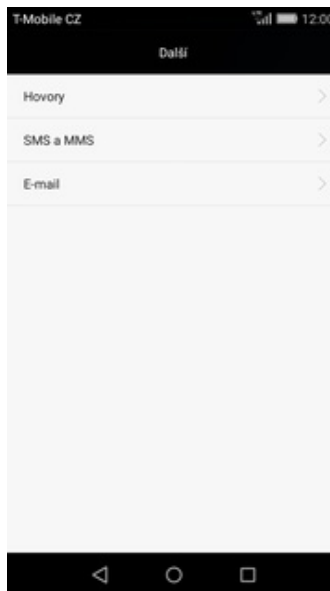 T-Mobile CZ 12:00
Další
Hovory
SMS a MMS
E-mail